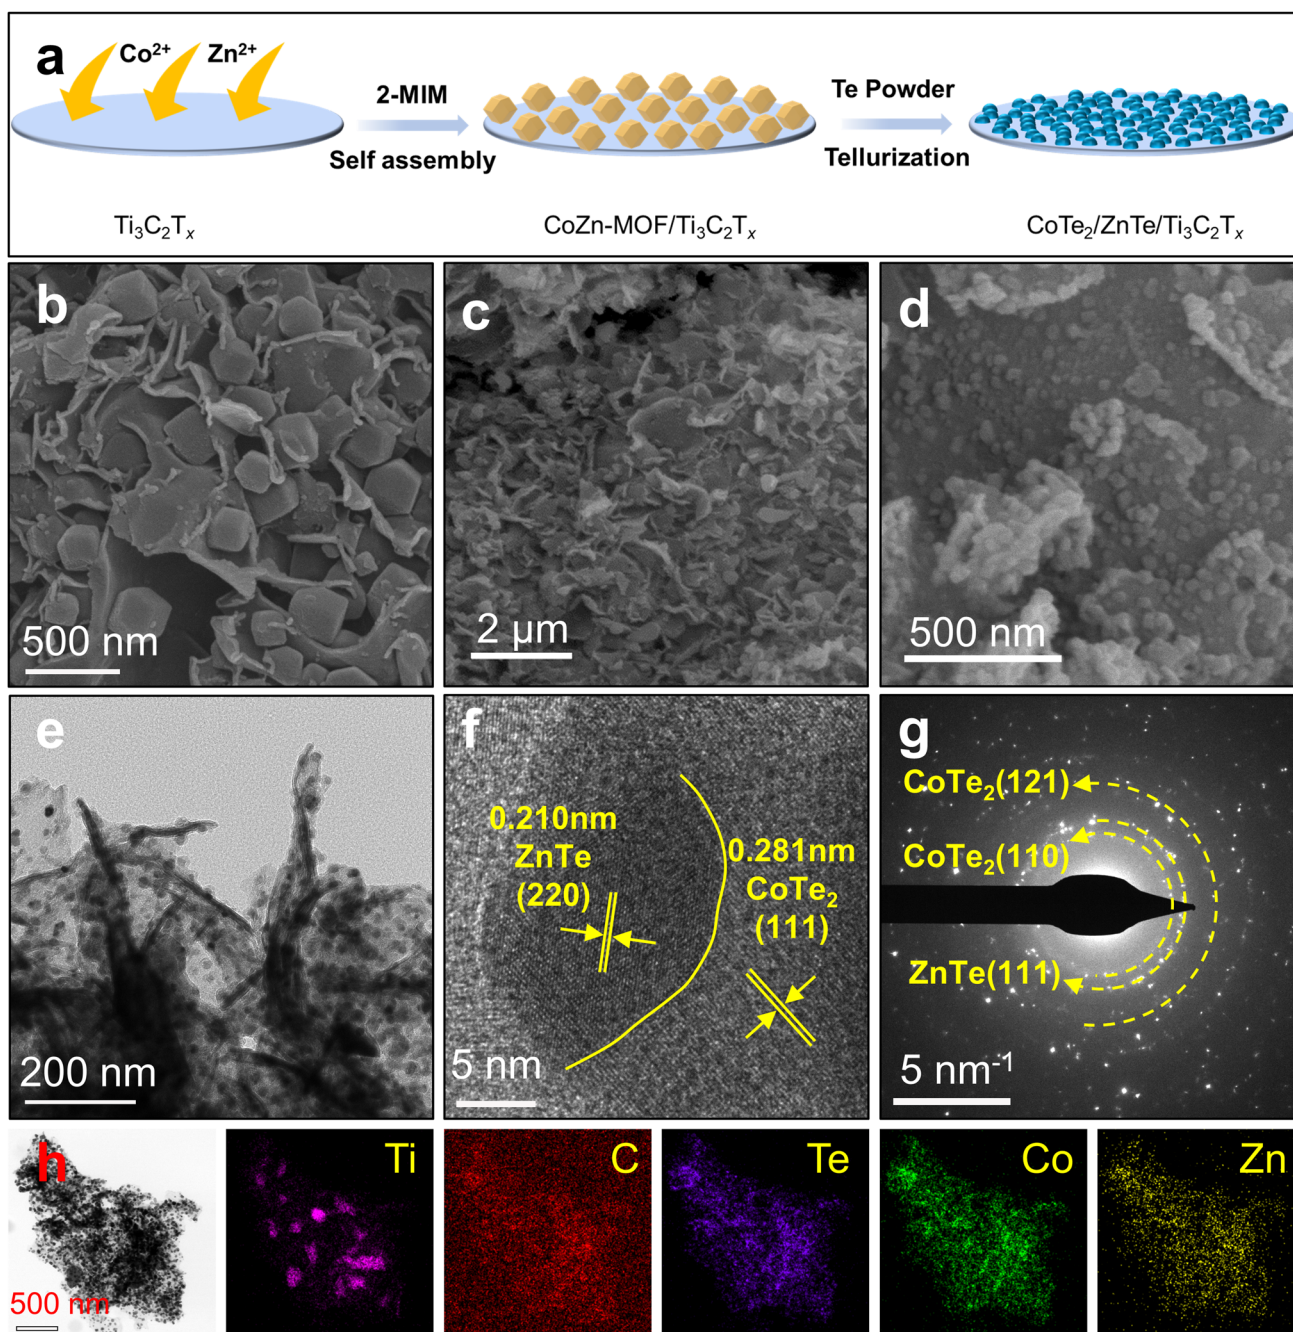 a
Co²⁺
Zn²⁺
2-MIM
Self assembly
Te Powder
Tellurization
Ti₃C₂Tₓ
CoZn-MOF/Ti₃C₂Tₓ
CoTe₂/ZnTe/Ti₃C₂Tₓ
b
500 nm
c
2 μm
d
500 nm
e
200 nm
f
0.210nm
ZnTe
(220)
0.281nm
CoTe₂
(111)
5 nm
g
CoTe₂(121)
CoTe₂(110)
ZnTe(111)
5 nm⁻¹
h
500 nm
Ti
C
Te
Co
Zn